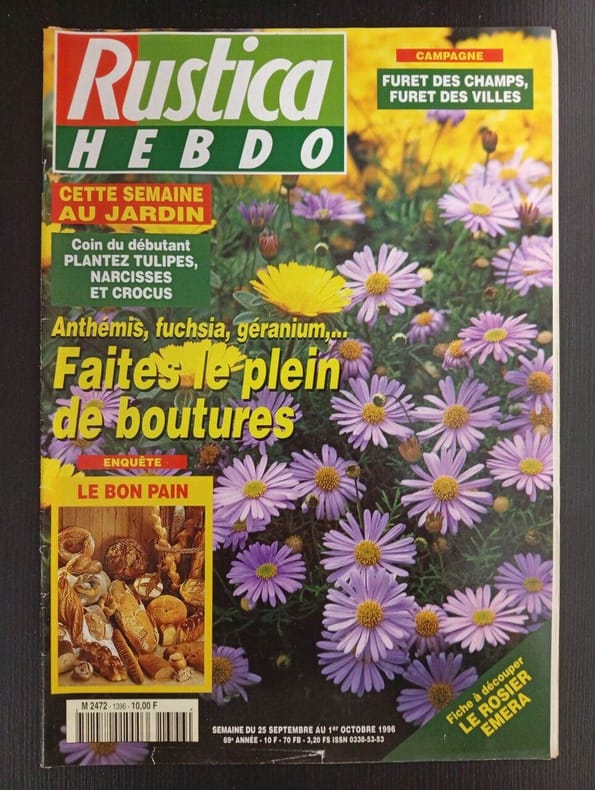 Rustica
HEBDO
CAMPAGNE
FURET DES CHAMPS,
FURET DES VILLES
CETTE SEMAINE
AU JARDIN
Coin du débutant
PLANTEZ TULIPES,
NARCISSES
ET CROCUS
Anthémis, fuchsia, géranium,...
Faites le plein
de boutures
ENQUÊTE
LE BON PAIN
M 2472 - 1396 - 10,00 F
SEMAINE DU 25 SEPTEMBRE AU 1er OCTOBRE 1996
69e ANNÉE - 10 F - 70 FB - 3,20 FS ISSN 0338-53-53
Fiche à découper
LE ROSIER
EMERA